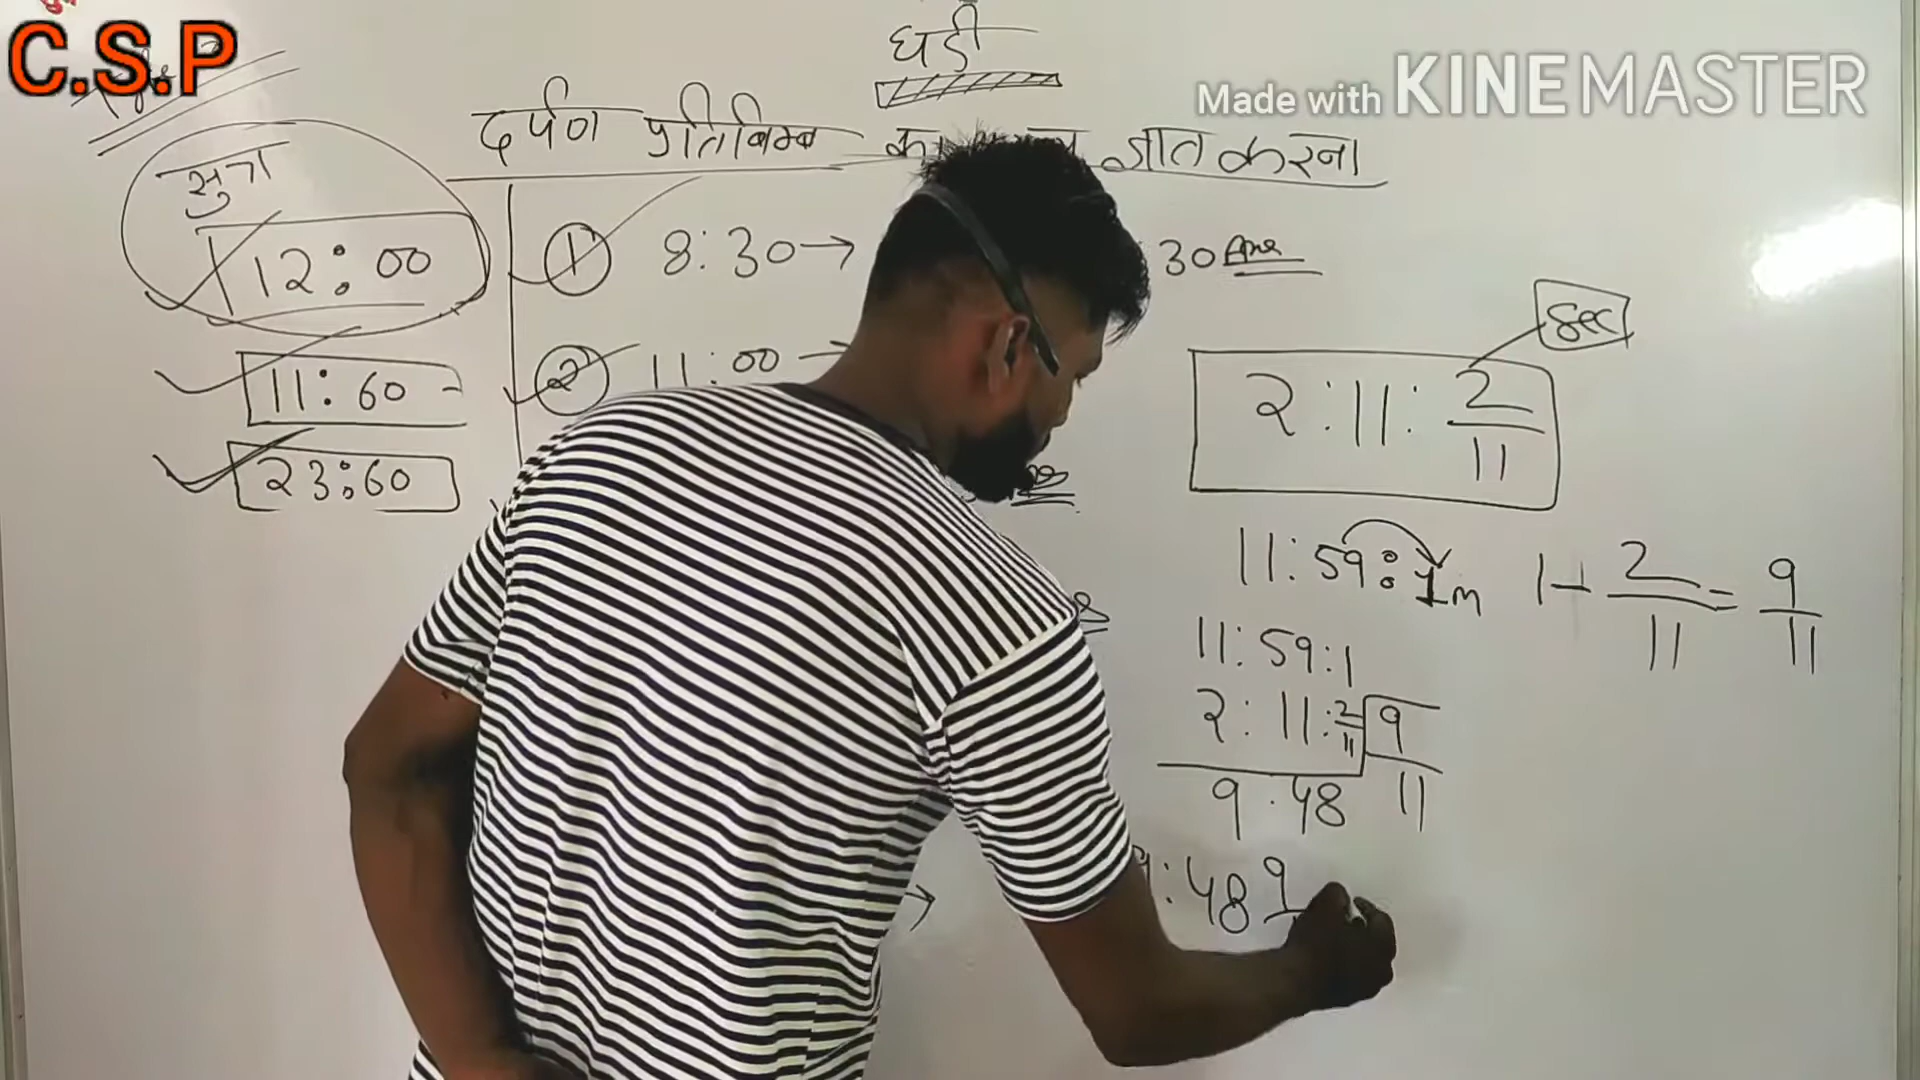 C.S.P
Made with KINEMASTER
घड़ी
दर्पण प्रतिबिम्ब का ज्ञात करना
सुत्र
12:00
11:60
23:60
① 8:30→ 30 Ans
② 11:00→
Sec
2:11:2/11
11:59:1m
1-2/11=9/11
11:59:1
2:11:2/11
9.48 9/11
:48 9